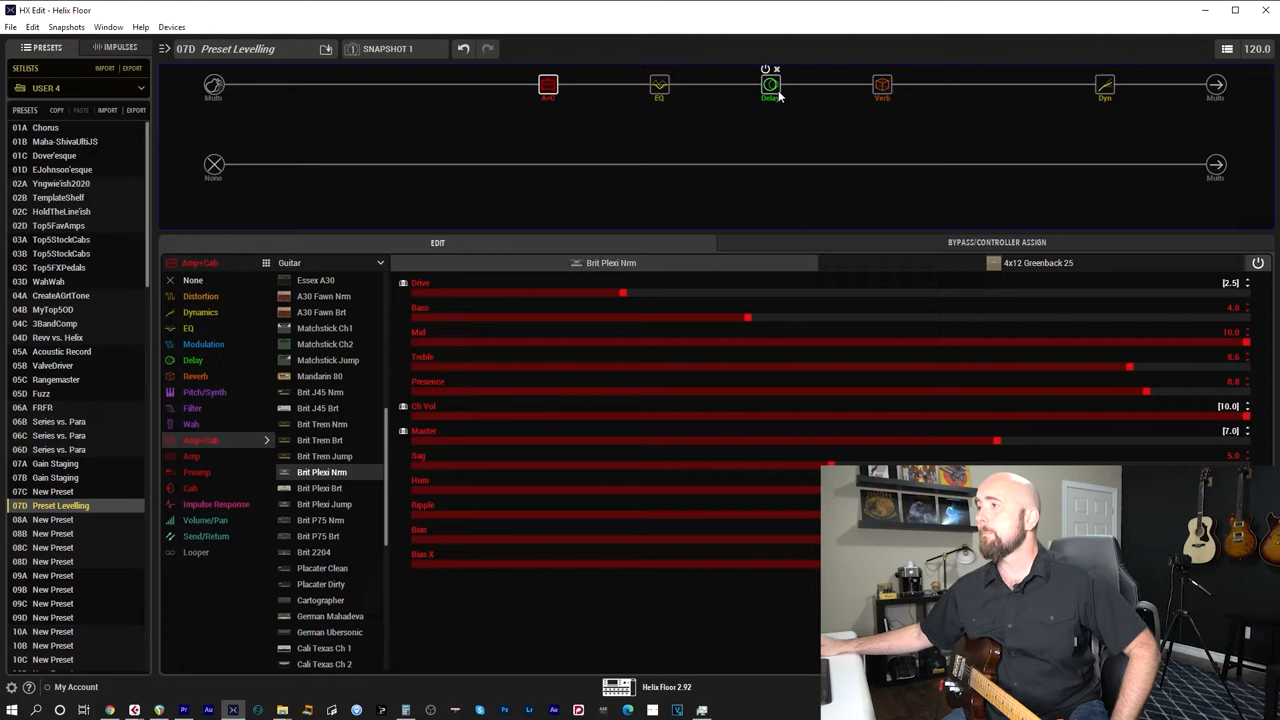 HX Edit - Helix Floor
File Edit Snapshots Window Help Devices
PRESETS IMPULSES
07D Preset Levelling
1 SNAPSHOT 1
120.0
SETLISTS IMPORT EXPORT
USER 4
PRESETS COPY PASTE IMPORT EXPORT
01A Chorus
01B Maha-ShivaUltiJS
01C Dover'esque
01D EJohnson'esque
02A Yngwie'ish2020
02B TemplateShelf
02C HoldTheLine'ish
02D Top5FavAmps
03A Top5StockCabs
03B Top5StockCabs
03C Top5FXPedals
03D WahWah
04A CreateAGrtTone
04B MyTop5OD
04C 3BandComp
04D Revv vs. Helix
05A Acoustic Record
05B ValveDriver
05C Rangemaster
05D Fuzz
06A FRFR
06B Series vs. Para
06C Series vs. Para
06D Series vs. Para
07A Gain Staging
07B Gain Staging
07C New Preset
07D Preset Levelling
08A New Preset
08B New Preset
08C New Preset
08D New Preset
09A New Preset
09B New Preset
09C New Preset
09D New Preset
10A New Preset
10B New Preset
10C New Preset
My Account
Multi A+C EQ Delay Verb Dyn Multi
None Multi
EDIT BYPASS/CONTROLLER ASSIGN
Amp+Cab
None
Distortion
Dynamics
EQ
Modulation
Delay
Reverb
Pitch/Synth
Filter
Wah
Amp+Cab
Amp
Preamp
Cab
Impulse Response
Volume/Pan
Send/Return
Looper
Guitar
Essex A30
A30 Fawn Nrm
A30 Fawn Brt
Matchstick Ch1
Matchstick Ch2
Matchstick Jump
Mandarin 80
Brit J45 Nrm
Brit J45 Brt
Brit Trem Nrm
Brit Trem Brt
Brit Trem Jump
Brit Plexi Nrm
Brit Plexi Brt
Brit Plexi Jump
Brit P75 Nrm
Brit P75 Brt
Brit 2204
Placater Clean
Placater Dirty
Cartographer
German Mahadeva
German Ubersonic
Cali Texas Ch 1
Cali Texas Ch 2
Brit Plexi Nrm 4x12 Greenback 25
Drive [2.5]
Bass 4.0
Mid 10.0
Treble 8.6
Presence 8.8
Ch Vol [10.0]
Master [7.0]
Sag 5.0
Hum
Ripple
Bias
Bias X
Helix Floor 2.92
RUSH